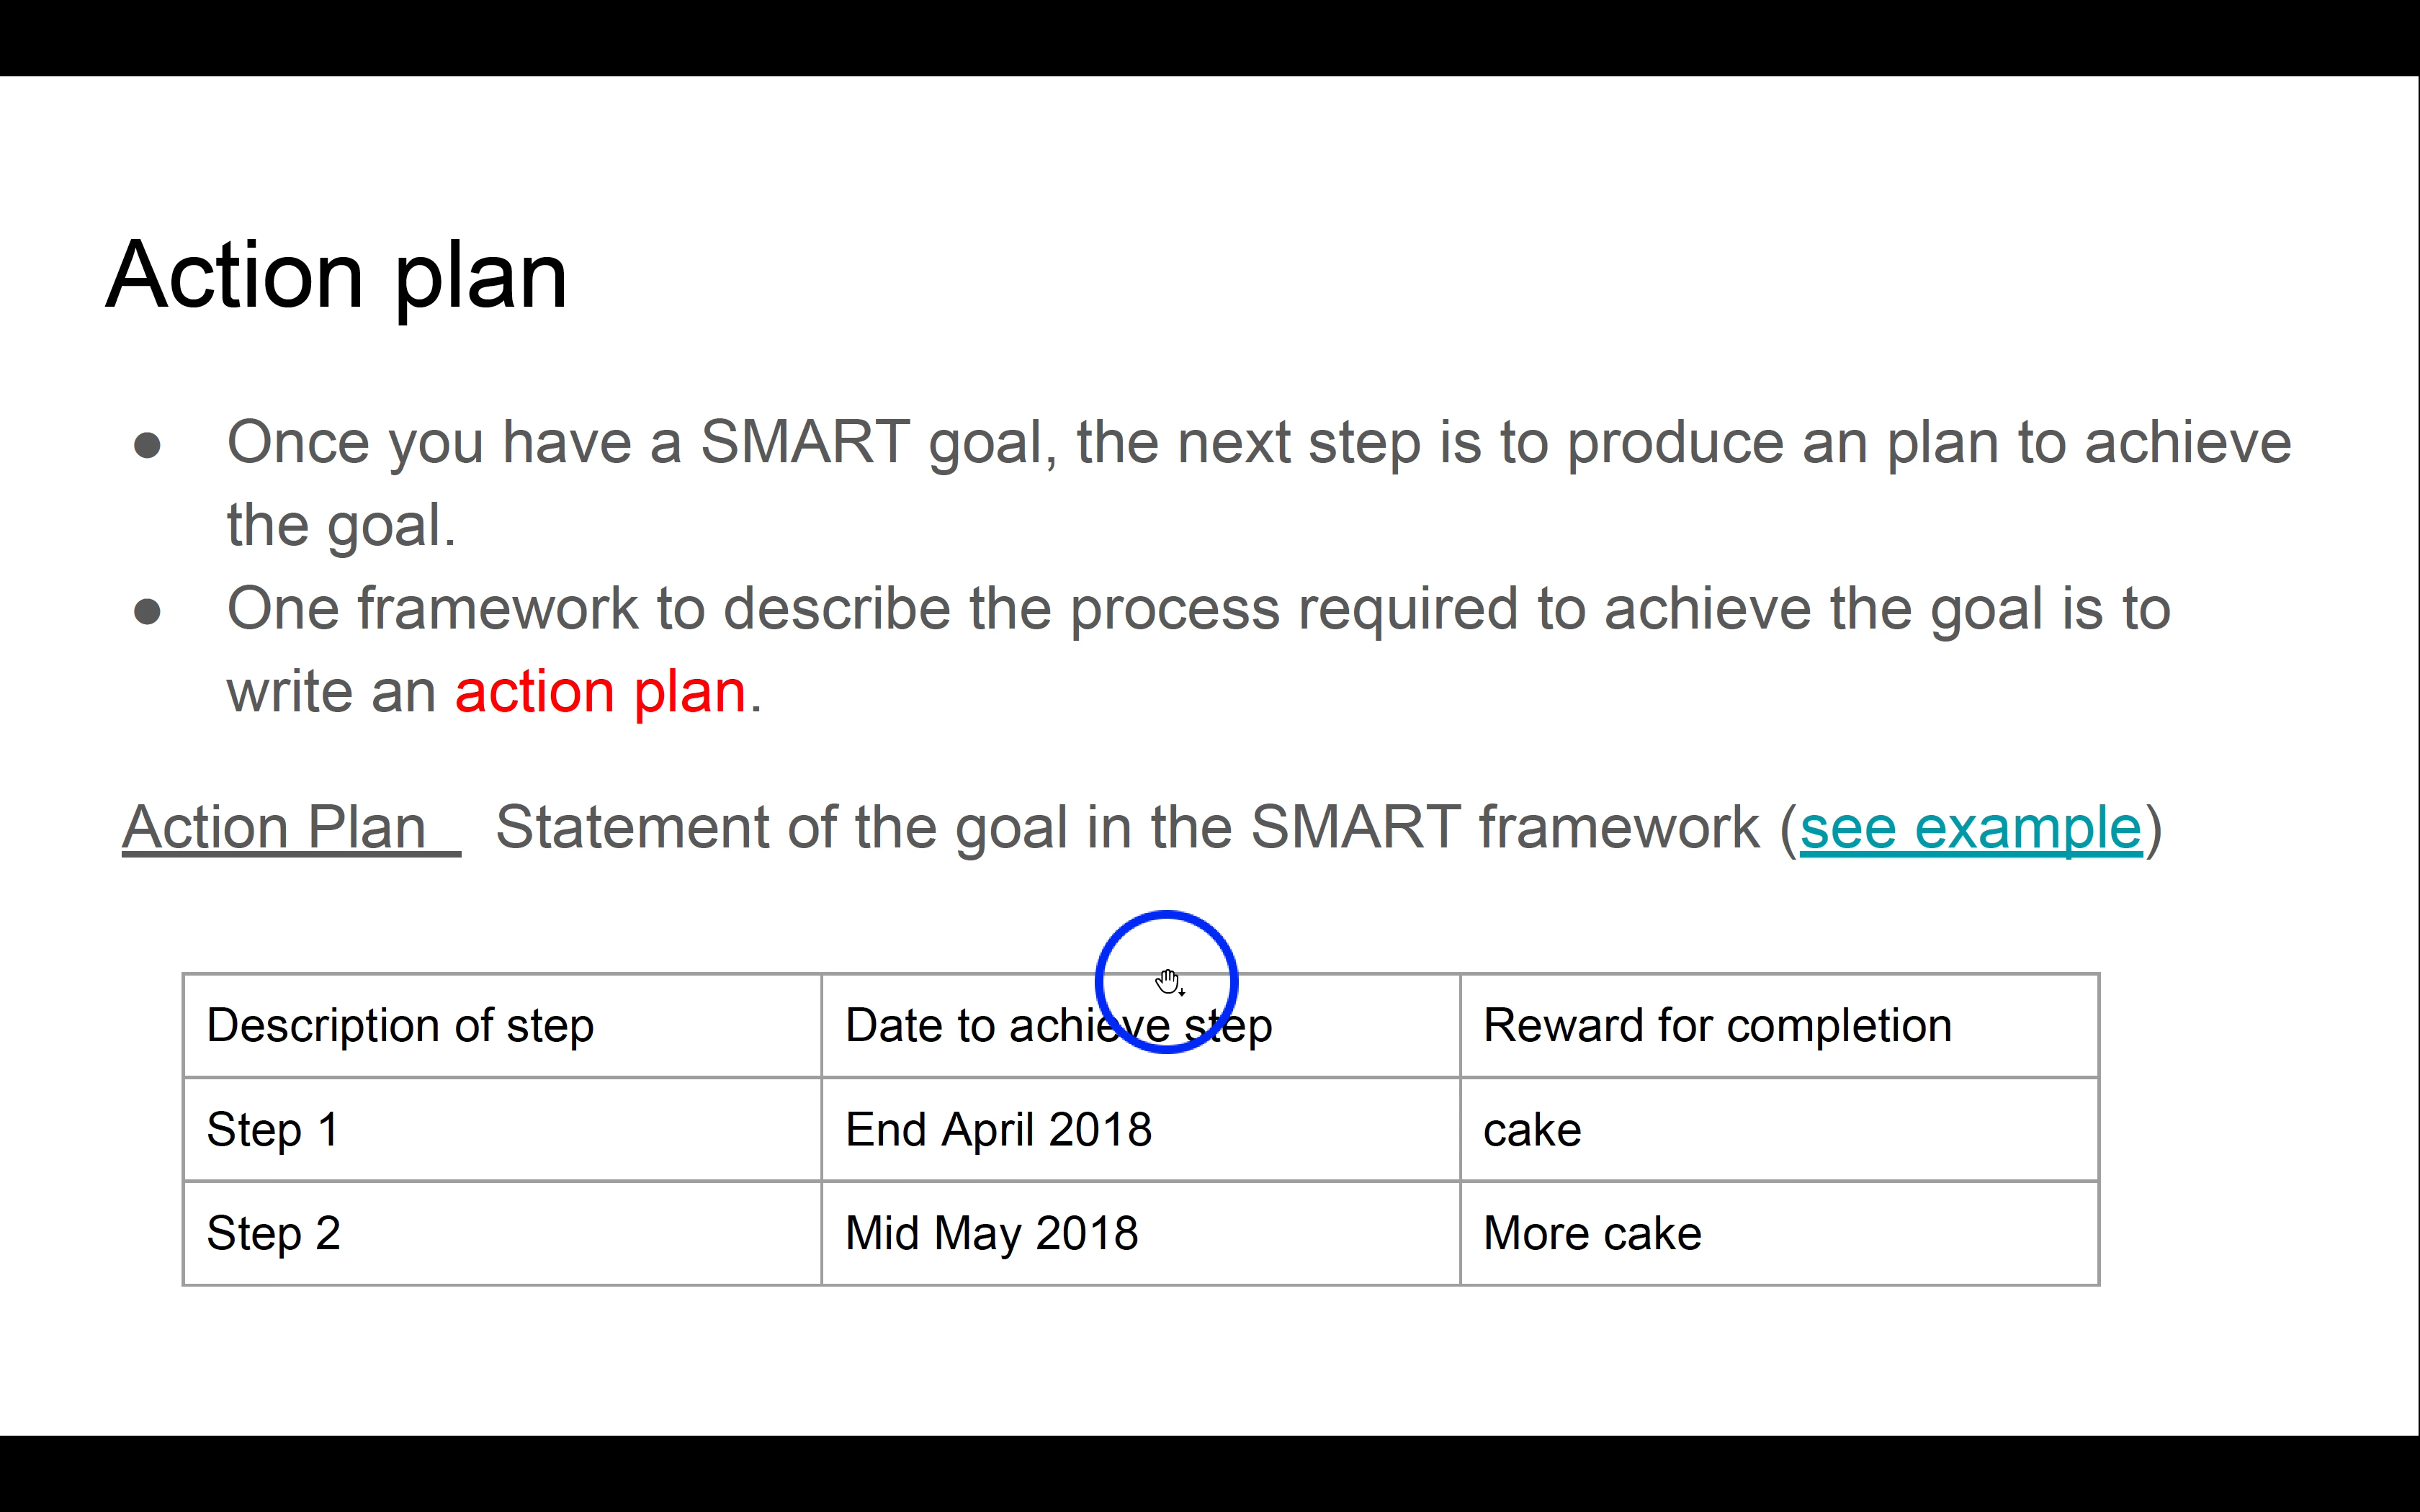 Action plan
● Once you have a SMART goal, the next step is to produce an plan to achieve
the goal.
● One framework to describe the process required to achieve the goal is to
write an action plan.
Action Plan Statement of the goal in the SMART framework (see example)
Description of step Date to achieve step Reward for completion
Step 1 End April 2018 cake
Step 2 Mid May 2018 More cake